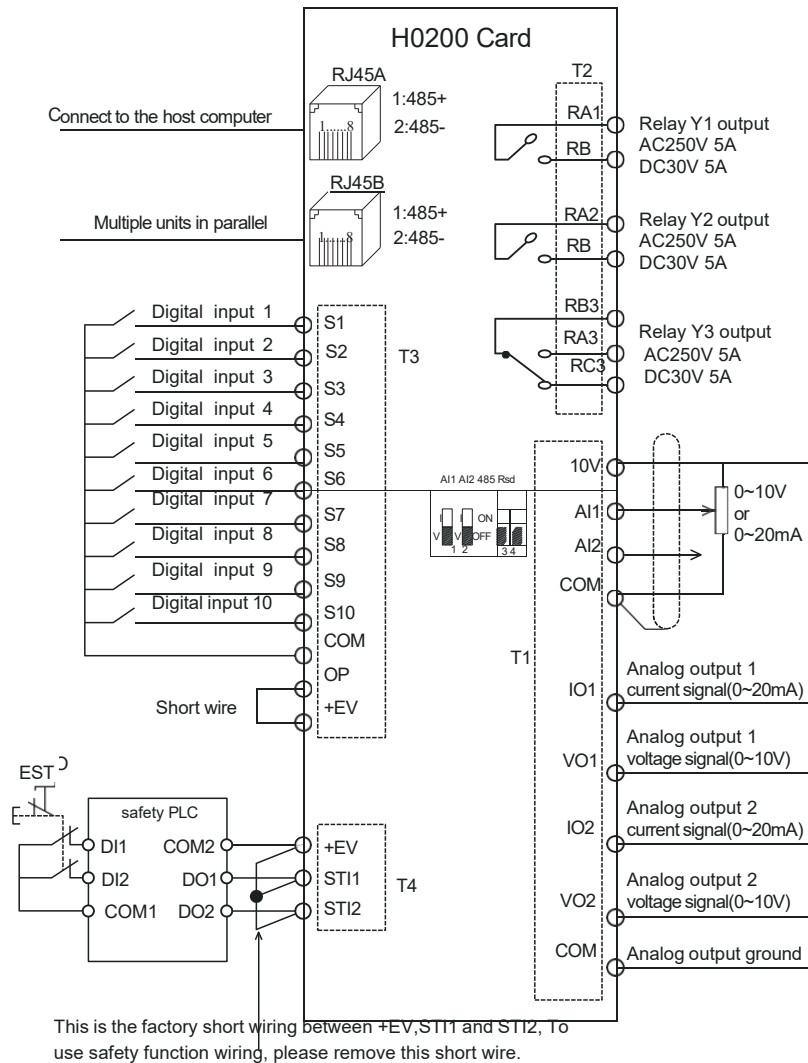 H0200 Card
RJ45A
1:485+
2:485-
1......8
Connect to the host computer
RJ45B
1:485+
2:485-
1......8
Multiple units in parallel
T2
RA1
RB
Relay Y1 output
AC250V 5A
DC30V 5A
RA2
RB
Relay Y2 output
AC250V 5A
DC30V 5A
RB3
RA3
RC3
Relay Y3 output
AC250V 5A
DC30V 5A
Digital input 1
Digital input 2
Digital input 3
Digital input 4
Digital input 5
Digital input 6
Digital input 7
Digital input 8
Digital input 9
Digital input 10
S1
S2
S3
S4
S5
S6
S7
S8
S9
S10
COM
OP
+EV
T3
Short wire
AI1 AI2 485 Rsd
I I ON
V V OFF
1 2 3 4
10V
AI1
AI2
COM
0~10V
or
0~20mA
T1
IO1
VO1
IO2
VO2
COM
Analog output 1
current signal(0~20mA)
Analog output 1
voltage signal(0~10V)
Analog output 2
current signal(0~20mA)
Analog output 2
voltage signal(0~10V)
Analog output ground
EST
safety PLC
DI1
DI2
COM1
COM2
DO1
DO2
+EV
STI1
STI2
T4
This is the factory short wiring between +EV,STI1 and STI2, To
use safety function wiring, please remove this short wire.